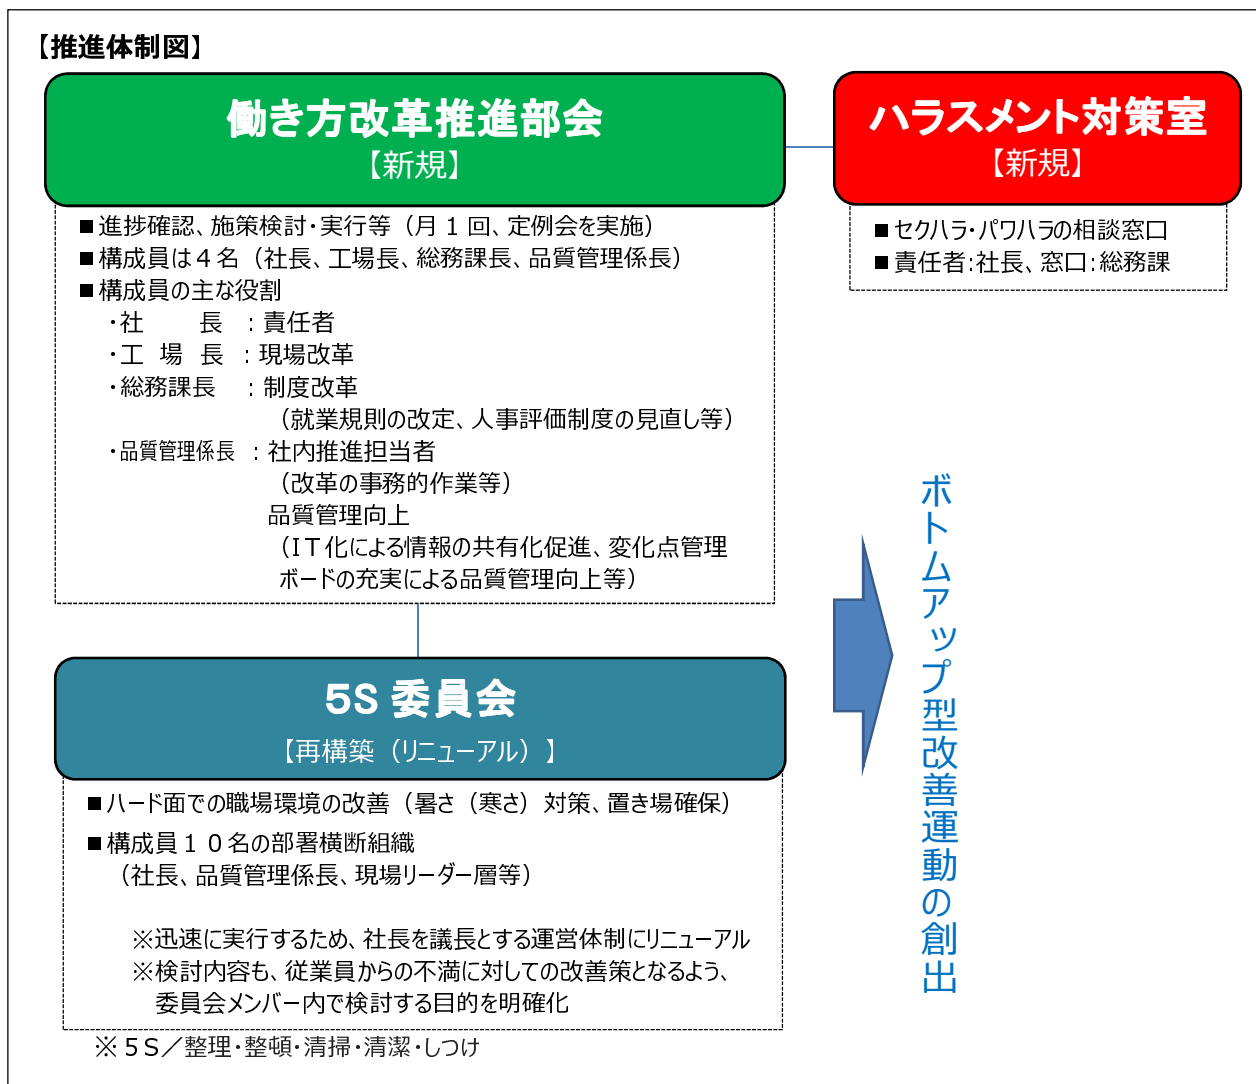 【推進体制図】
働き方改革推進部会
【新規】
■進捗確認、施策検討・実行等（月１回、定例会を実施）
■構成員は４名（社長、工場長、総務課長、品質管理係長）
■構成員の主な役割
・社　　長　：責任者
・工　場　長　：現場改革
・総務課長　：制度改革
（就業規則の改定、人事評価制度の見直し等）
・品質管理係長　：社内推進担当者
（改革の事務的作業等）
品質管理向上
（ＩＴ化による情報の共有化促進、変化点管理
ボードの充実による品質管理向上等）
ハラスメント対策室
【新規】
■セクハラ・パワハラの相談窓口
■責任者：社長、窓口：総務課
5S 委員会
【再構築（リニューアル）】
■ハード面での職場環境の改善（暑さ（寒さ）対策、置き場確保）
■構成員１０名の部署横断組織
（社長、品質管理係長、現場リーダー層等）
※迅速に実行するため、社長を議長とする運営体制にリニューアル
※検討内容も、従業員からの不満に対しての改善策となるよう、
委員会メンバー内で検討する目的を明確化
※５Ｓ／整理・整頓・清掃・清潔・しつけ
ボトムアップ型改善運動の創出